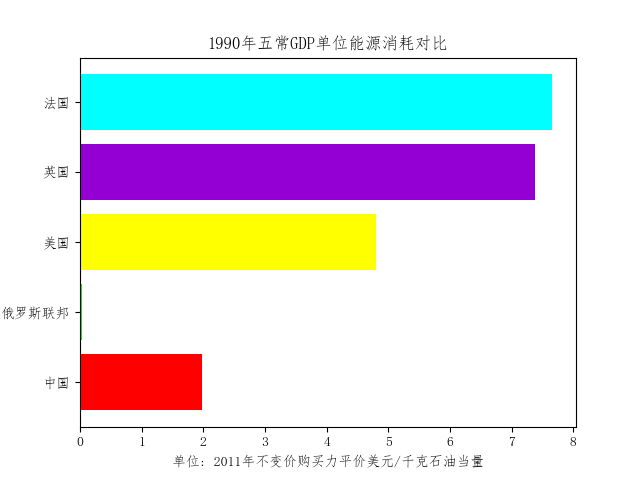 1990年五常GDP单位能源消耗对比
法国
英国
美国
俄罗斯联邦
中国
0 1 2 3 4 5 6 7 8
单位: 2011年不变价购买力平价美元/千克石油当量